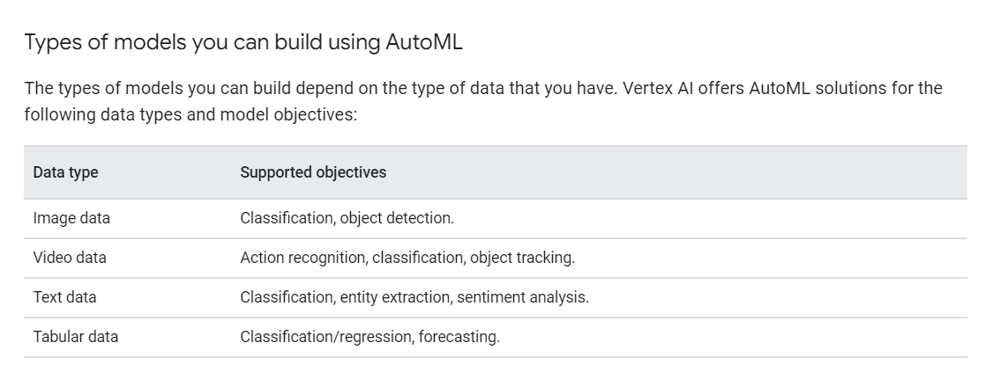 Types of models you can build using AutoML
The types of models you can build depend on the type of data that you have. Vertex AI offers AutoML solutions for the
following data types and model objectives:
Data type Supported objectives
Image data Classification, object detection.
Video data Action recognition, classification, object tracking.
Text data Classification, entity extraction, sentiment analysis.
Tabular data Classification/regression, forecasting.